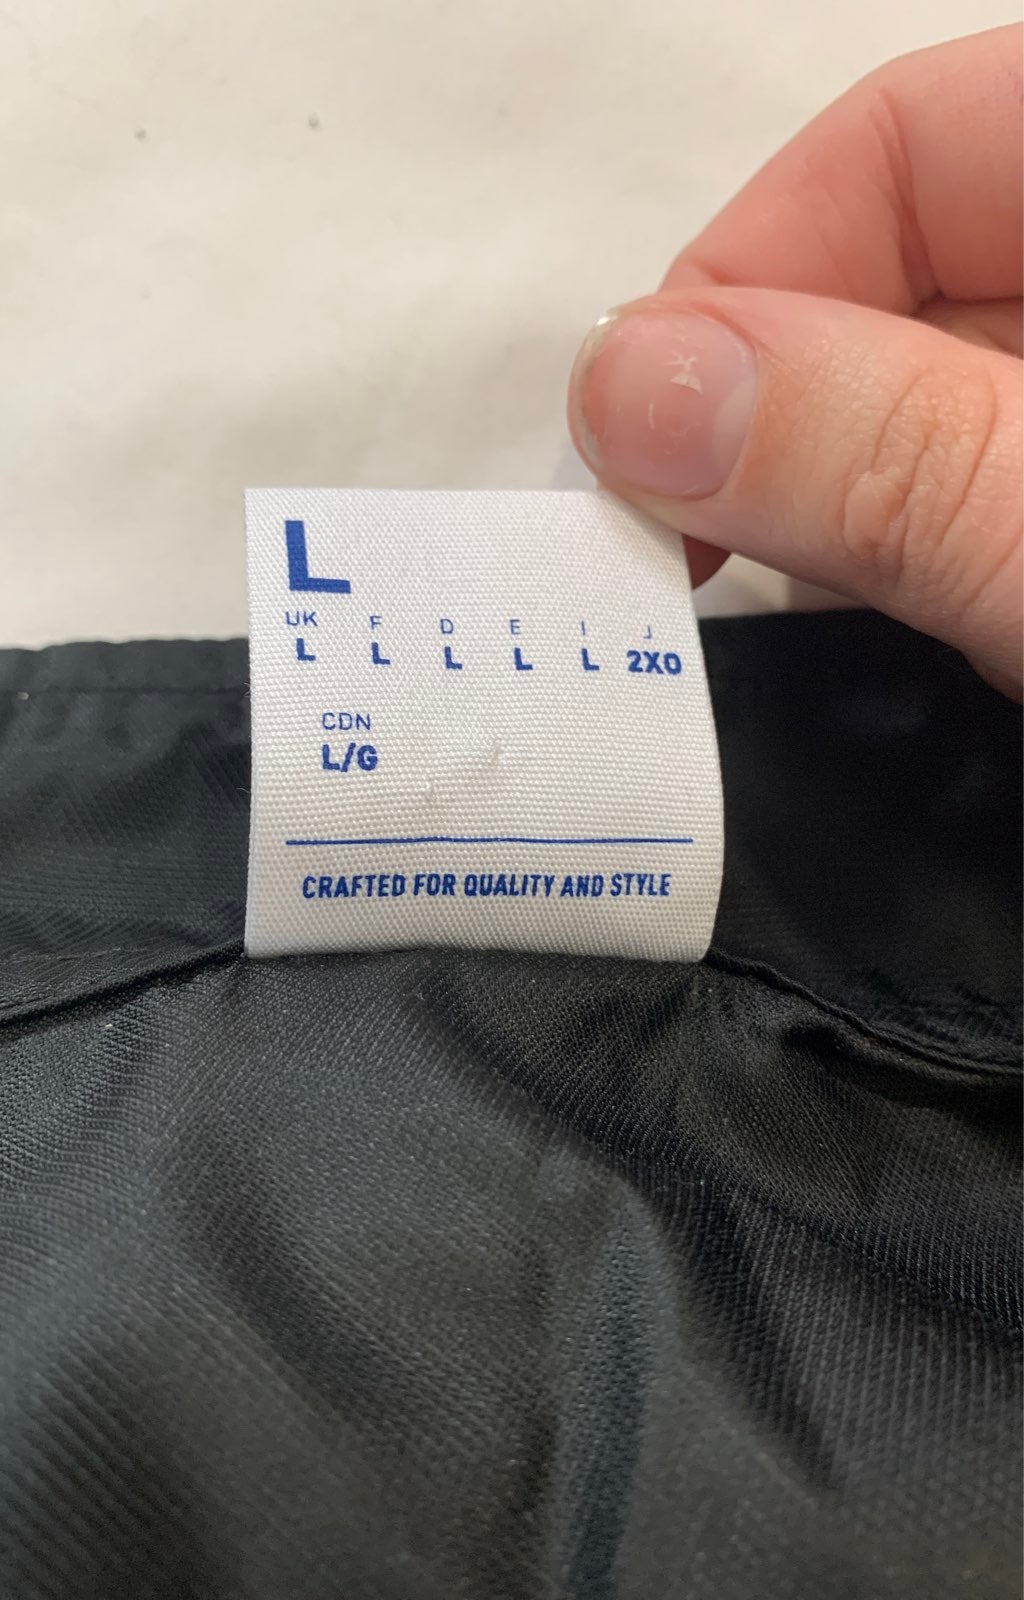 L
UK F D E I J
L L L L L 2XO
CDN
L/G
CRAFTED FOR QUALITY AND STYLE